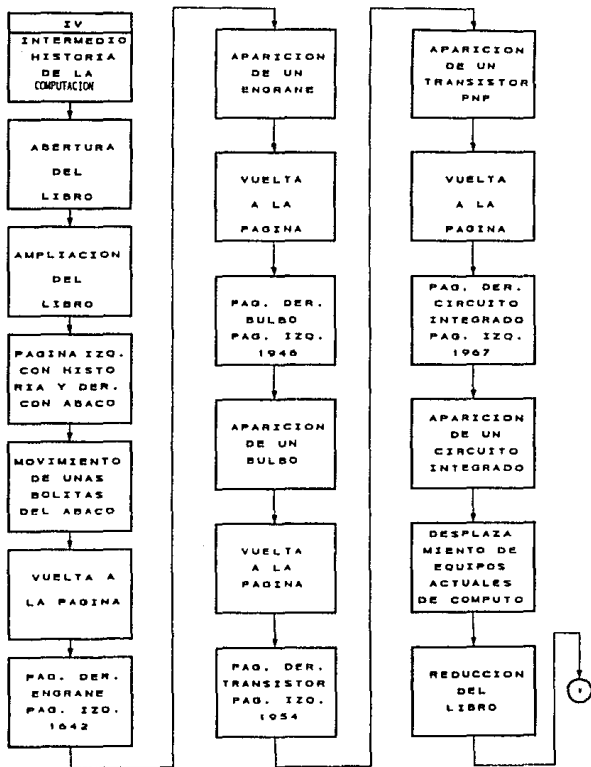 IV
INTERMEDIO
HISTORIA
DE LA
COMPUTACION
ABERTURA
DEL
LIBRO
AMPLIACION
DEL
LIBRO
PAGINA IZQ.
CON HISTO
RIA Y DER.
CON ABACO
MOVIMIENTO
DE UNAS
BOLITAS
DEL ABACO
VUELTA A
LA PAGINA
PAG. DER.
ENGRANE
PAG. IZQ.
1642
APARICION
DE UN
ENGRANE
VUELTA
A LA
PAGINA
PAG. DER.
BULBO
PAG. IZQ.
1946
APARICION
DE UN
BULBO
VUELTA
A LA
PAGINA
PAG. DER.
TRANSISTOR
PAG. IZQ.
1954
APARICION
DE UN
TRANSISTOR
PNP
VUELTA
A LA
PAGINA
PAG. DER.
CIRCUITO
INTEGRADO
PAG. IZQ.
1967
APARICION
DE UN
CIRCUITO
INTEGRADO
DESPLAZA
MIENTO DE
EQUIPOS
ACTUALES
DE COMPUTO
REDUCCION
DEL
LIBRO